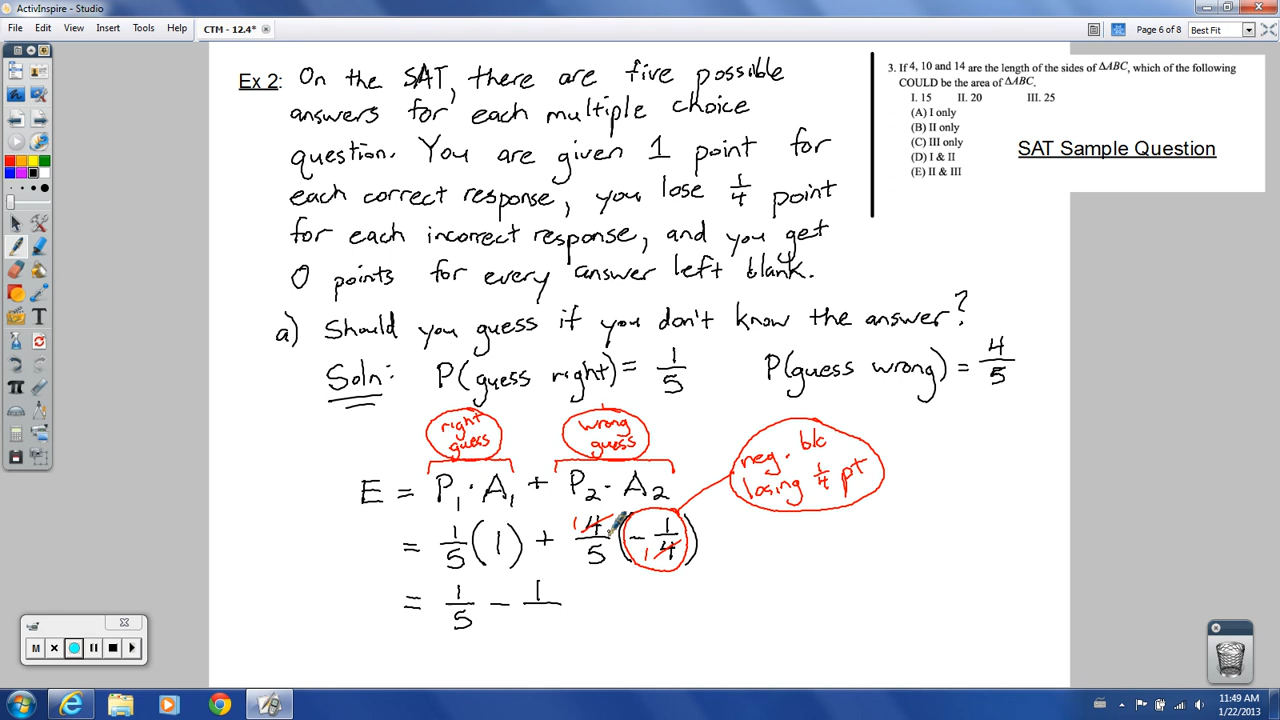 ActivInspire - Studio
File Edit View Insert Tools Help
CTM - 12.4*
Page 6 of 8
Best Fit
Ex 2: On the SAT, there are five possible
answers for each multiple choice
question. You are given 1 point for
each correct response, you lose 1/4 point
for each incorrect response, and you get
0 points for every answer left blank.
3. If 4, 10 and 14 are the length of the sides of ΔABC, which of the following
COULD be the area of ΔABC.
I. 15 II. 20 III. 25
(A) I only
(B) II only
(C) III only
(D) I & II
(E) II & III
SAT Sample Question
a) Should you guess if you don't know the answer?
Soln: P(guess right) = 1/5 P(guess wrong) = 4/5
right
guess
wrong
guess
neg. b/c
losing 1/4 pt
E = P₁ · A₁ + P₂ · A₂
= 1/5 (1) + 4/5 (- 1/4)
1 1
= 1/5 - 1
M
11:49 AM
1/22/2013